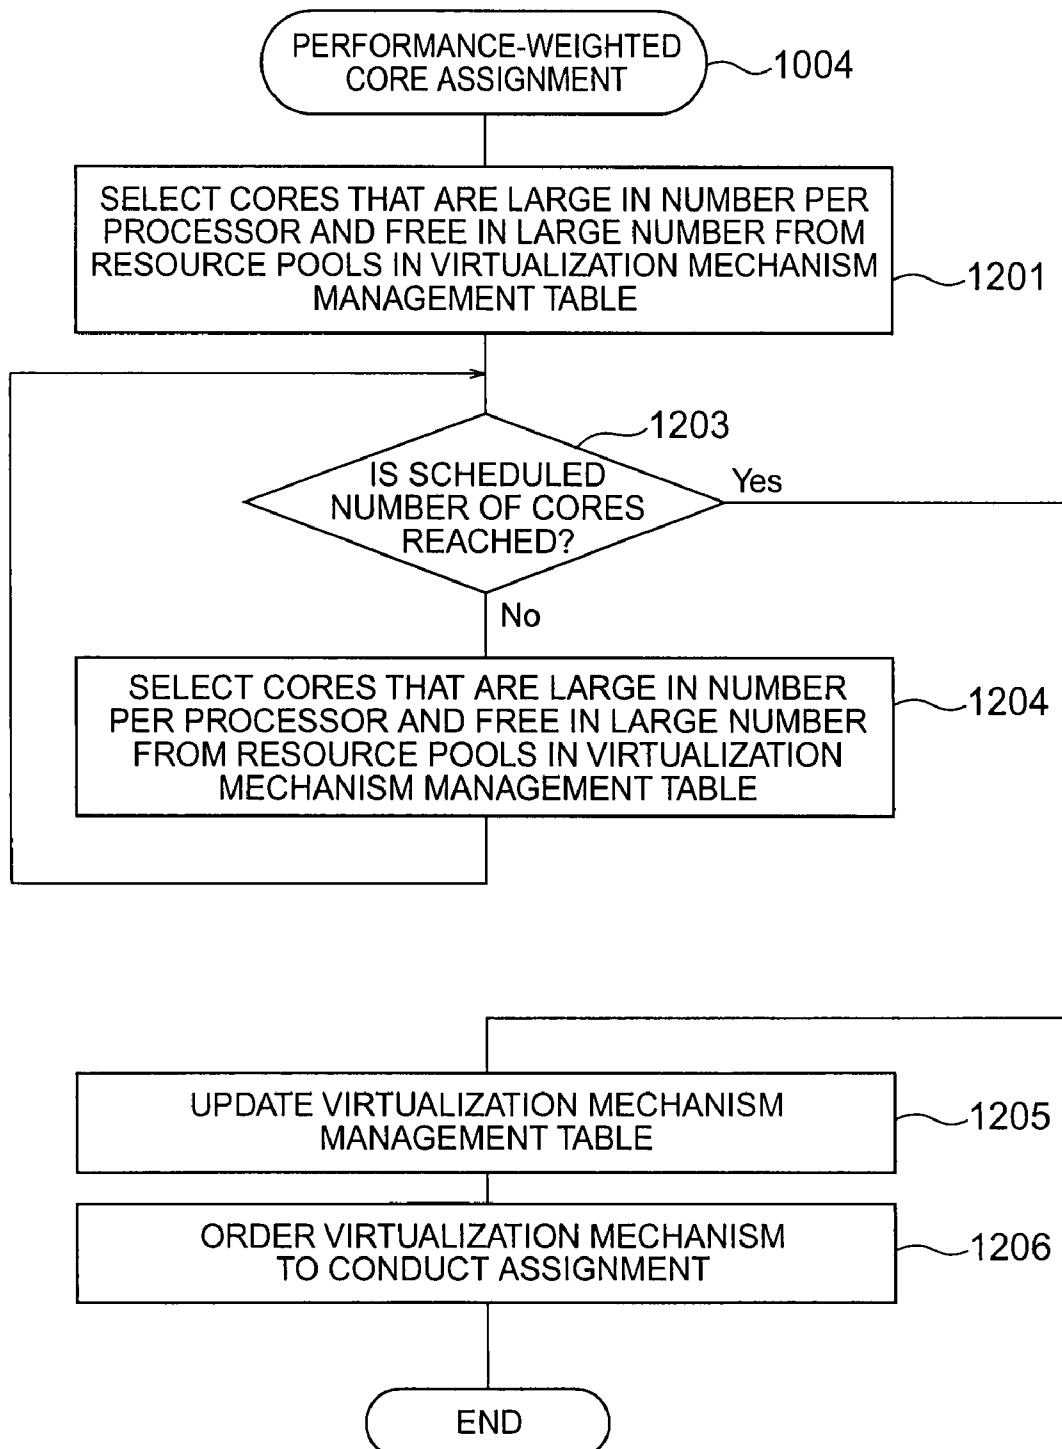 PERFORMANCE-WEIGHTED
CORE ASSIGNMENT
1004
SELECT CORES THAT ARE LARGE IN NUMBER PER
PROCESSOR AND FREE IN LARGE NUMBER FROM
RESOURCE POOLS IN VIRTUALIZATION MECHANISM
MANAGEMENT TABLE
1201
1203
IS SCHEDULED
NUMBER OF CORES
REACHED?
Yes
No
SELECT CORES THAT ARE LARGE IN NUMBER
PER PROCESSOR AND FREE IN LARGE NUMBER
FROM RESOURCE POOLS IN VIRTUALIZATION
MECHANISM MANAGEMENT TABLE
1204
UPDATE VIRTUALIZATION MECHANISM
MANAGEMENT TABLE
1205
ORDER VIRTUALIZATION MECHANISM
TO CONDUCT ASSIGNMENT
1206
END